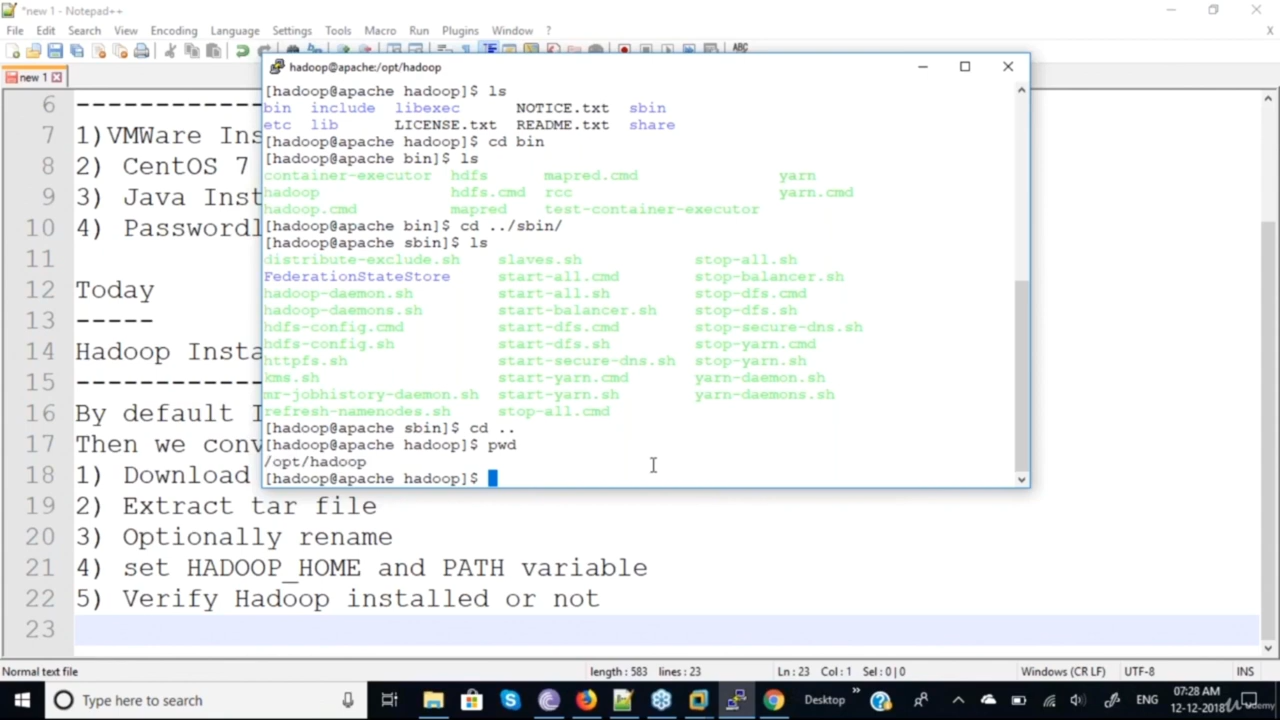 *new 1 - Notepad++
File Edit Search View Encoding Language Settings Tools Macro Run Plugins Window ?
X
ABC
new 1
hadoop@apache:/opt/hadoop
[hadoop@apache hadoop]$ ls
bin include libexec NOTICE.txt sbin
etc lib LICENSE.txt README.txt share
[hadoop@apache hadoop]$ cd bin
[hadoop@apache bin]$ ls
container-executor hdfs mapred.cmd yarn
hadoop hdfs.cmd rcc yarn.cmd
hadoop.cmd mapred test-container-executor
[hadoop@apache bin]$ cd ../sbin/
[hadoop@apache sbin]$ ls
distribute-exclude.sh slaves.sh stop-all.sh
FederationStateStore start-all.cmd stop-balancer.sh
hadoop-daemon.sh start-all.sh stop-dfs.cmd
hadoop-daemons.sh start-balancer.sh stop-dfs.sh
hdfs-config.cmd start-dfs.cmd stop-secure-dns.sh
hdfs-config.sh start-dfs.sh stop-yarn.cmd
httpfs.sh start-secure-dns.sh stop-yarn.sh
kms.sh start-yarn.cmd yarn-daemon.sh
mr-jobhistory-daemon.sh start-yarn.sh yarn-daemons.sh
refresh-namenodes.sh stop-all.cmd
[hadoop@apache sbin]$ cd ..
[hadoop@apache hadoop]$ pwd
/opt/hadoop
[hadoop@apache hadoop]$
6 ----------
7 1)VMWare Ins
8 2) CentOS 7
9 3) Java Inst
10 4) Passwordl
11
12 Today
13 -----
14 Hadoop Insta
15 ------------
16 By default I
17 Then we conv
18 1) Download
19 2) Extract tar file
20 3) Optionally rename
21 4) set HADOOP_HOME and PATH variable
22 5) Verify Hadoop installed or not
23
Normal text file length : 583 lines : 23 Ln : 23 Col : 1 Sel : 0 | 0 Windows (CR LF) UTF-8 INS
Type here to search Desktop ENG 07:28 AM
12-12-2018
Udemy